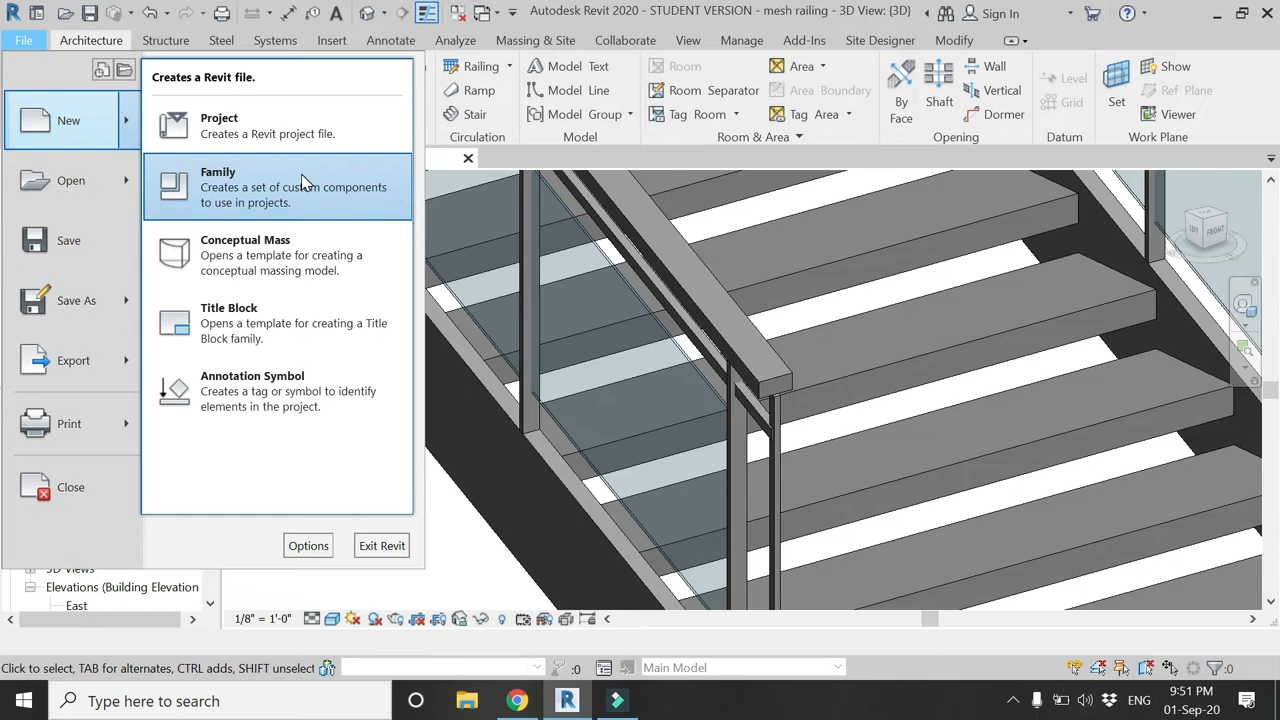 Autodesk Revit 2020 - STUDENT VERSION - mesh railing - 3D View: {3D}
Sign In
File
Architecture
Structure
Steel
Systems
Insert
Annotate
Analyze
Massing & Site
Collaborate
View
Manage
Add-Ins
Site Designer
Modify
Creates a Revit file.
New
Open
Save
Save As
Export
Print
Close
Project
Creates a Revit project file.
Family
Creates a set of custom components
to use in projects.
Conceptual Mass
Opens a template for creating a
conceptual massing model.
Title Block
Opens a template for creating a Title
Block family.
Annotation Symbol
Creates a tag or symbol to identify
elements in the project.
Options
Exit Revit
Railing
Ramp
Stair
Circulation
Model Text
Model Line
Model Group
Model
Room
Room Separator
Tag Room
Area
Area Boundary
Tag Area
Room & Area
By
Face
Shaft
Wall
Vertical
Dormer
Opening
Level
Grid
Datum
Set
Show
Ref Plane
Viewer
Work Plane
FRONT
3D Views
Elevations (Building Elevation
East
1/8" = 1'-0"
Click to select, TAB for alternates, CTRL adds, SHIFT unselect
:0
Main Model
:0
Type here to search
ENG
9:51 PM
01-Sep-20